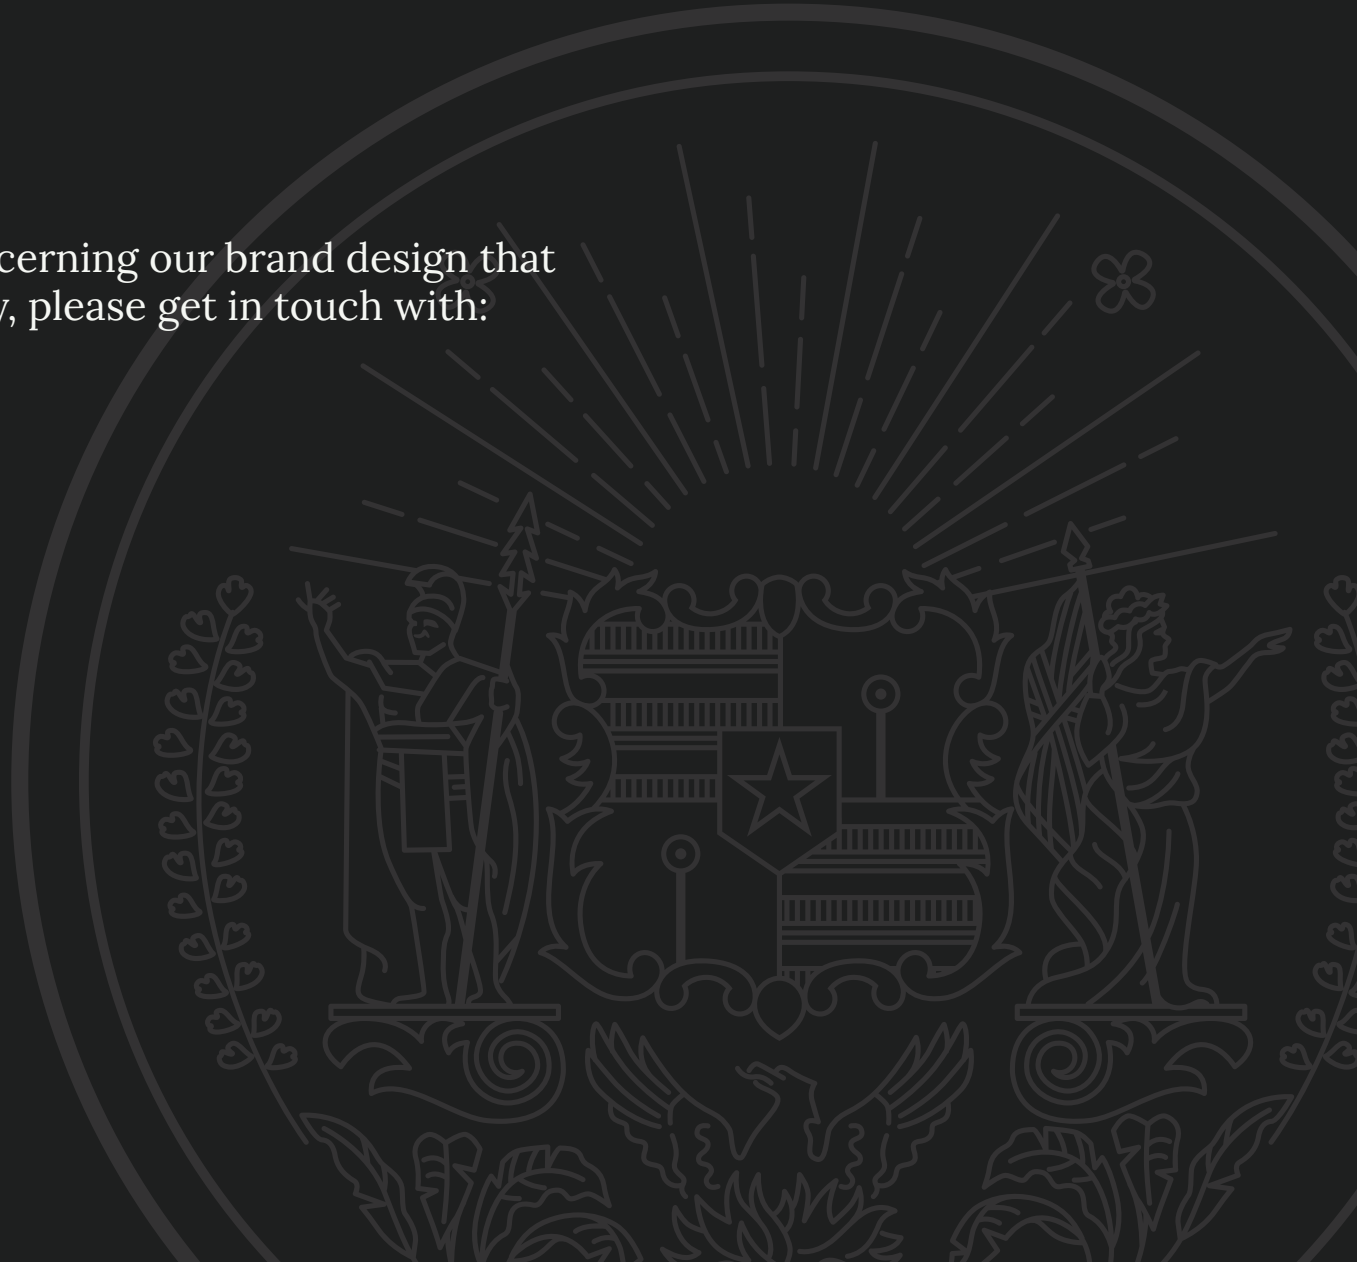 cerning our brand design that
y, please get in touch with: